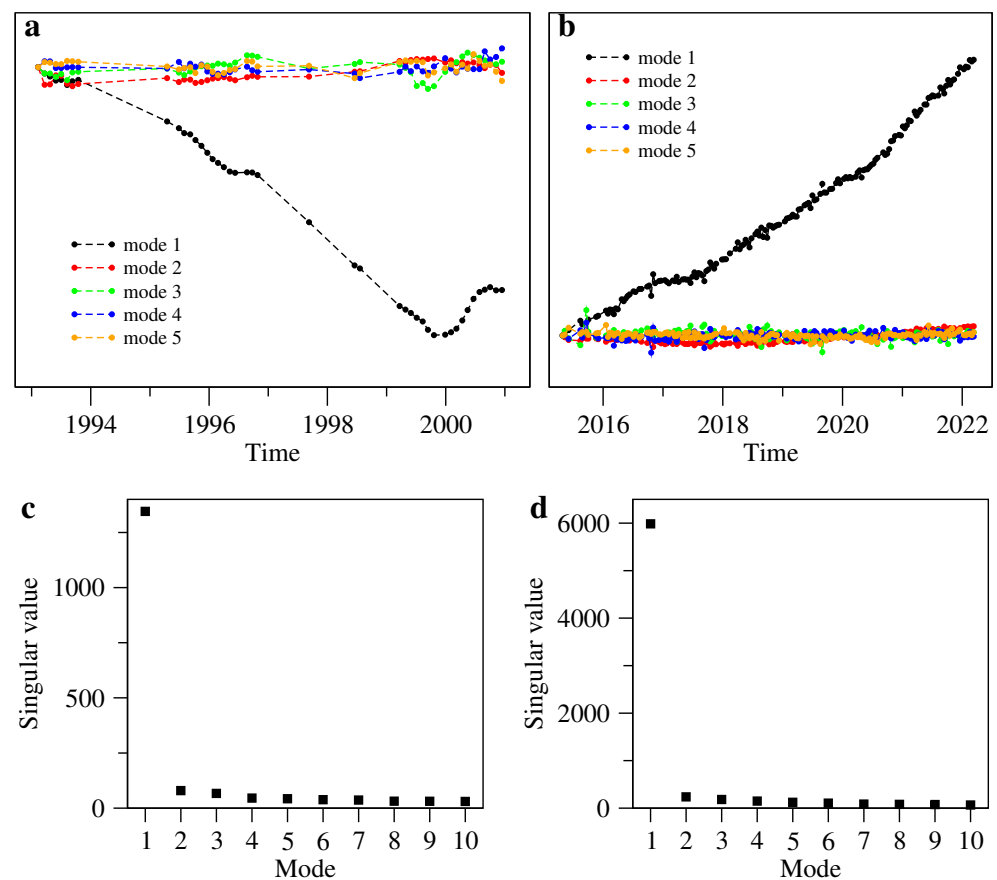 a
mode 1
mode 2
mode 3
mode 4
mode 5
1994 1996 1998 2000
Time
b
mode 1
mode 2
mode 3
mode 4
mode 5
2016 2018 2020 2022
Time
c
1000
500
0
Singular value
1 2 3 4 5 6 7 8 9 10
Mode
d
6000
4000
2000
0
Singular value
1 2 3 4 5 6 7 8 9 10
Mode